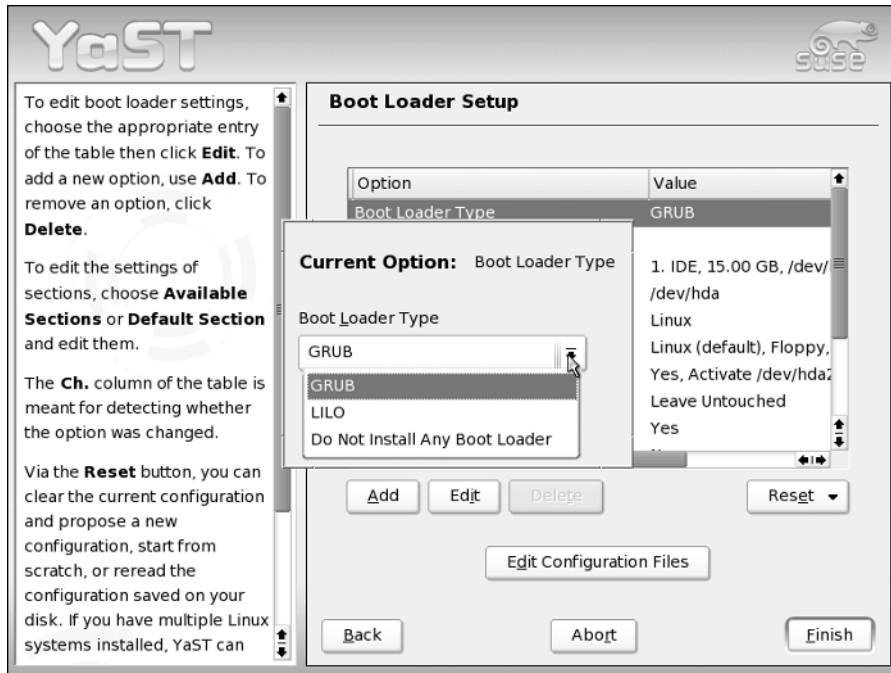 YaST
SUSE
To edit boot loader settings,
choose the appropriate entry
of the table then click Edit. To
add a new option, use Add. To
remove an option, click
Delete.
To edit the settings of
sections, choose Available
Sections or Default Section
and edit them.
The Ch. column of the table is
meant for detecting whether
the option was changed.
Via the Reset button, you can
clear the current configuration
and propose a new
configuration, start from
scratch, or reread the
configuration saved on your
disk. If you have multiple Linux
systems installed, YaST can
Boot Loader Setup
Option Value
Boot Loader Type GRUB
1. IDE, 15.00 GB, /dev/
/dev/hda
Linux
Linux (default), Floppy,
Yes, Activate /dev/hda2
Leave Untouched
Yes
Current Option: Boot Loader Type
Boot Loader Type
GRUB
GRUB
LILO
Do Not Install Any Boot Loader
Add Edit Delete Reset
Edit Configuration Files
Back Abort Finish